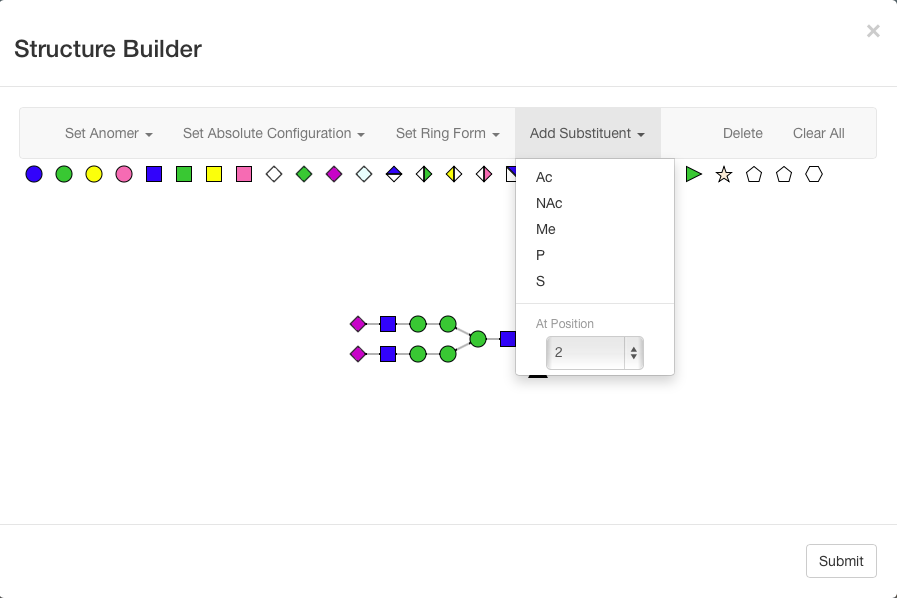 ×
Structure Builder
Set Anomer Set Absolute Configuration Set Ring Form Add Substituent Delete Clear All
Ac
NAc
Me
P
S
At Position
2
Submit